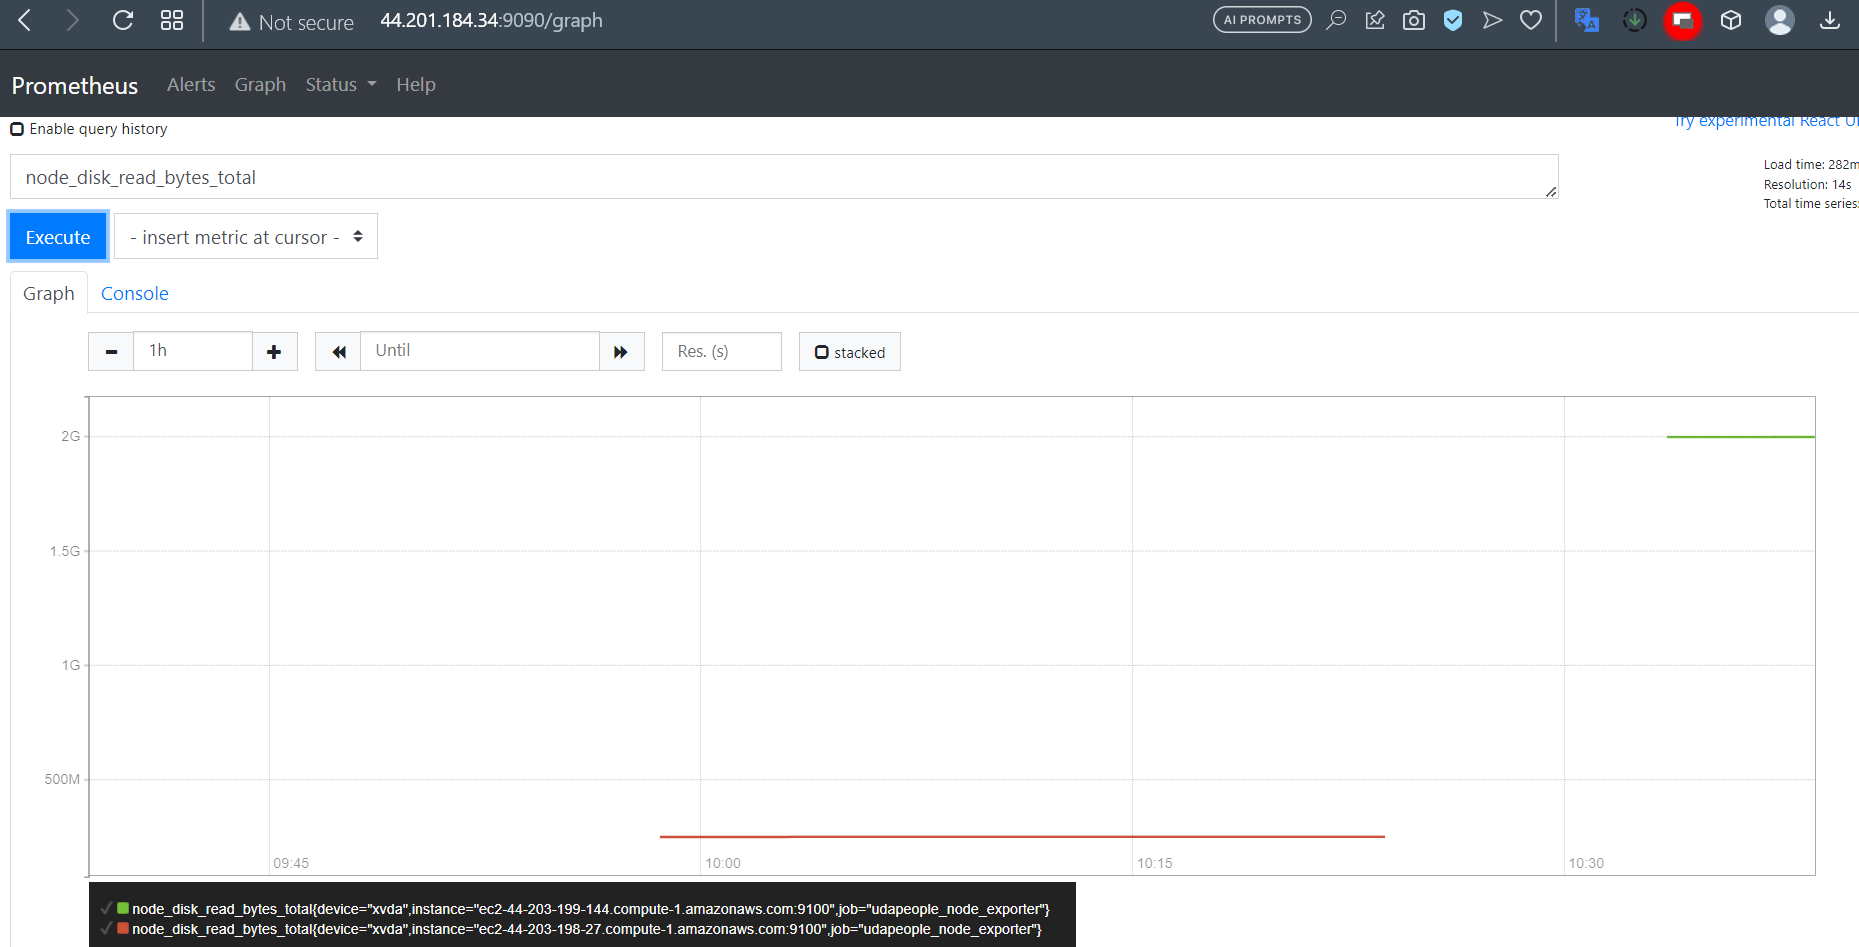 Not secure 44.201.184.34:9090/graph AI PROMPTS
Prometheus Alerts Graph Status Help
Enable query history Try experimental React UI
node_disk_read_bytes_total
Load time: 282m
Resolution: 14s
Total time series:
Execute - insert metric at cursor -
Graph Console
1h Until Res. (s) stacked
2G
1.5G
1G
500M
09:45 10:00 10:15 10:30
node_disk_read_bytes_total{device="xvda",instance="ec2-44-203-199-144.compute-1.amazonaws.com:9100",job="udapeople_node_exporter"}
node_disk_read_bytes_total{device="xvda",instance="ec2-44-203-198-27.compute-1.amazonaws.com:9100",job="udapeople_node_exporter"}